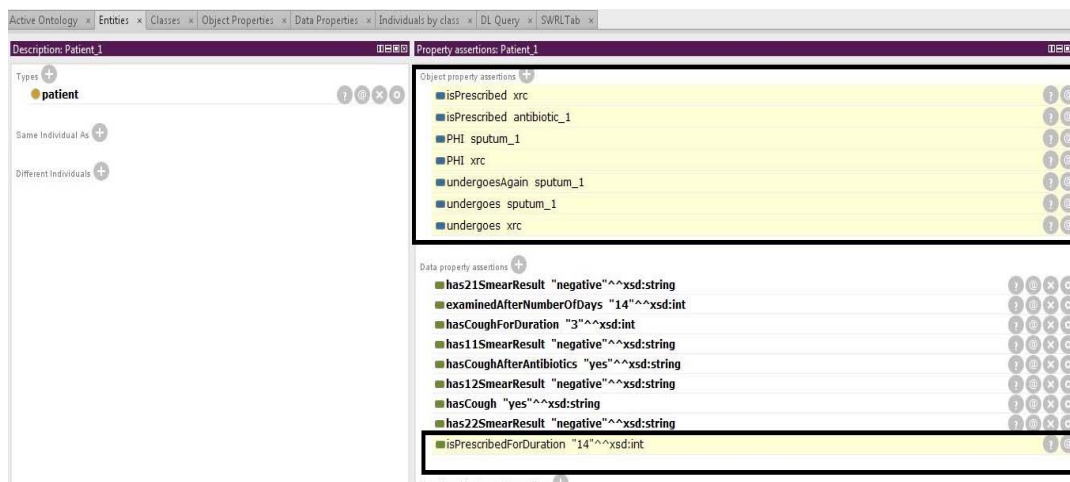 Active Ontology × Entities × Classes × Object Properties × Data Properties × Individuals by class × DL Query × SWRLTab ×
Description: Patient_1
Types
patient
Same Individual As
Different Individuals
Property assertions: Patient_1
Object property assertions
isPrescribed xrc
isPrescribed antibiotic_1
PHI sputum_1
PHI xrc
undergoesAgain sputum_1
undergoes sputum_1
undergoes xrc
Data property assertions
has21SmearResult "negative"^^xsd:string
examinedAfterNumberOfDays "14"^^xsd:int
hasCoughForDuration "3"^^xsd:int
has11SmearResult "negative"^^xsd:string
hasCoughAfterAntibiotics "yes"^^xsd:string
has12SmearResult "negative"^^xsd:string
hasCough "yes"^^xsd:string
has22SmearResult "negative"^^xsd:string
isPrescribedForDuration "14"^^xsd:int